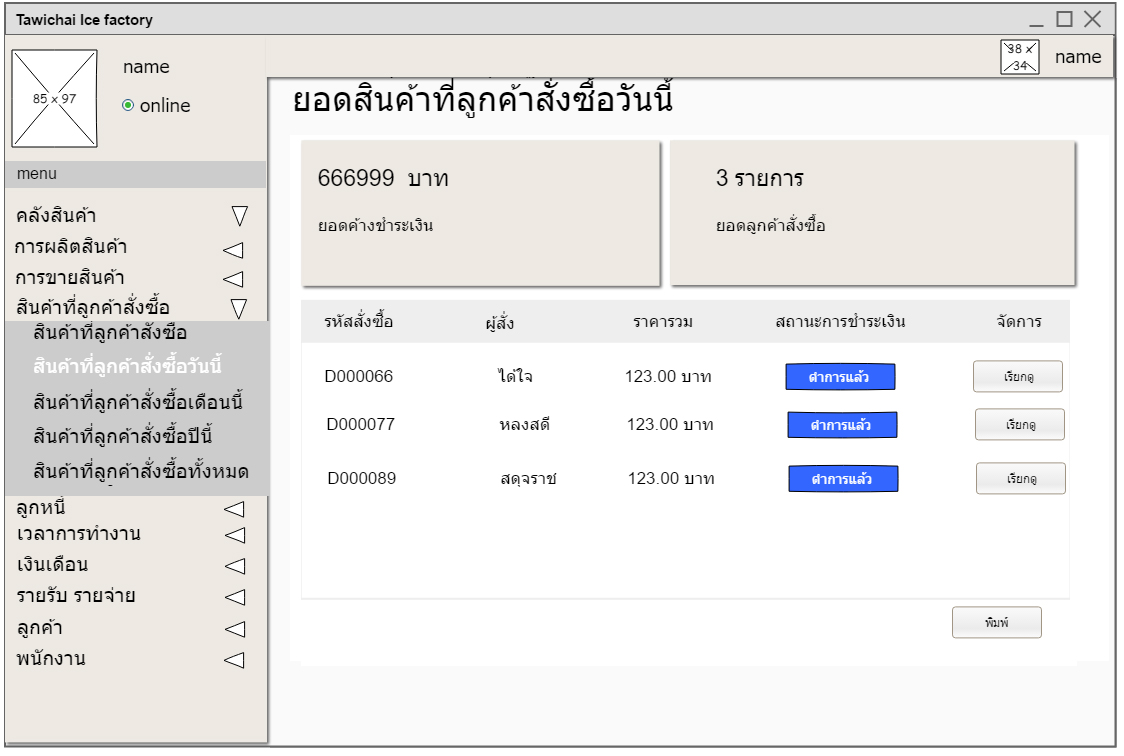 Tawichai Ice factory
85 x 97
name
online
38 x 34
name
menu
คลังสินค้า
การผลิตสินค้า
การขายสินค้า
สินค้าที่ลูกค้าสั่งซื้อ
สินค้าที่ลูกค้าสั่งซื้อ
สินค้าที่ลูกค้าสั่งซื้อวันนี้
สินค้าที่ลูกค้าสั่งซื้อเดือนนี้
สินค้าที่ลูกค้าสั่งซื้อปีนี้
สินค้าที่ลูกค้าสั่งซื้อทั้งหมด
ลูกหนี้
เวลาการทำงาน
เงินเดือน
รายรับ รายจ่าย
ลูกค้า
พนักงาน
ยอดสินค้าที่ลูกค้าสั่งซื้อวันนี้
666999 บาท
ยอดค้างชำระเงิน
3 รายการ
ยอดลูกค้าสั่งซื้อ
รหัสสั่งซื้อ ผู้สั่ง ราคารวม สถานะการชำระเงิน จัดการ
D000066 ได้ใจ 123.00 บาท ดำการแล้ว เรียกดู
D000077 หลงสดี 123.00 บาท ดำการแล้ว เรียกดู
D000089 สดุจราช์ 123.00 บาท ดำการแล้ว เรียกดู
พิมพ์